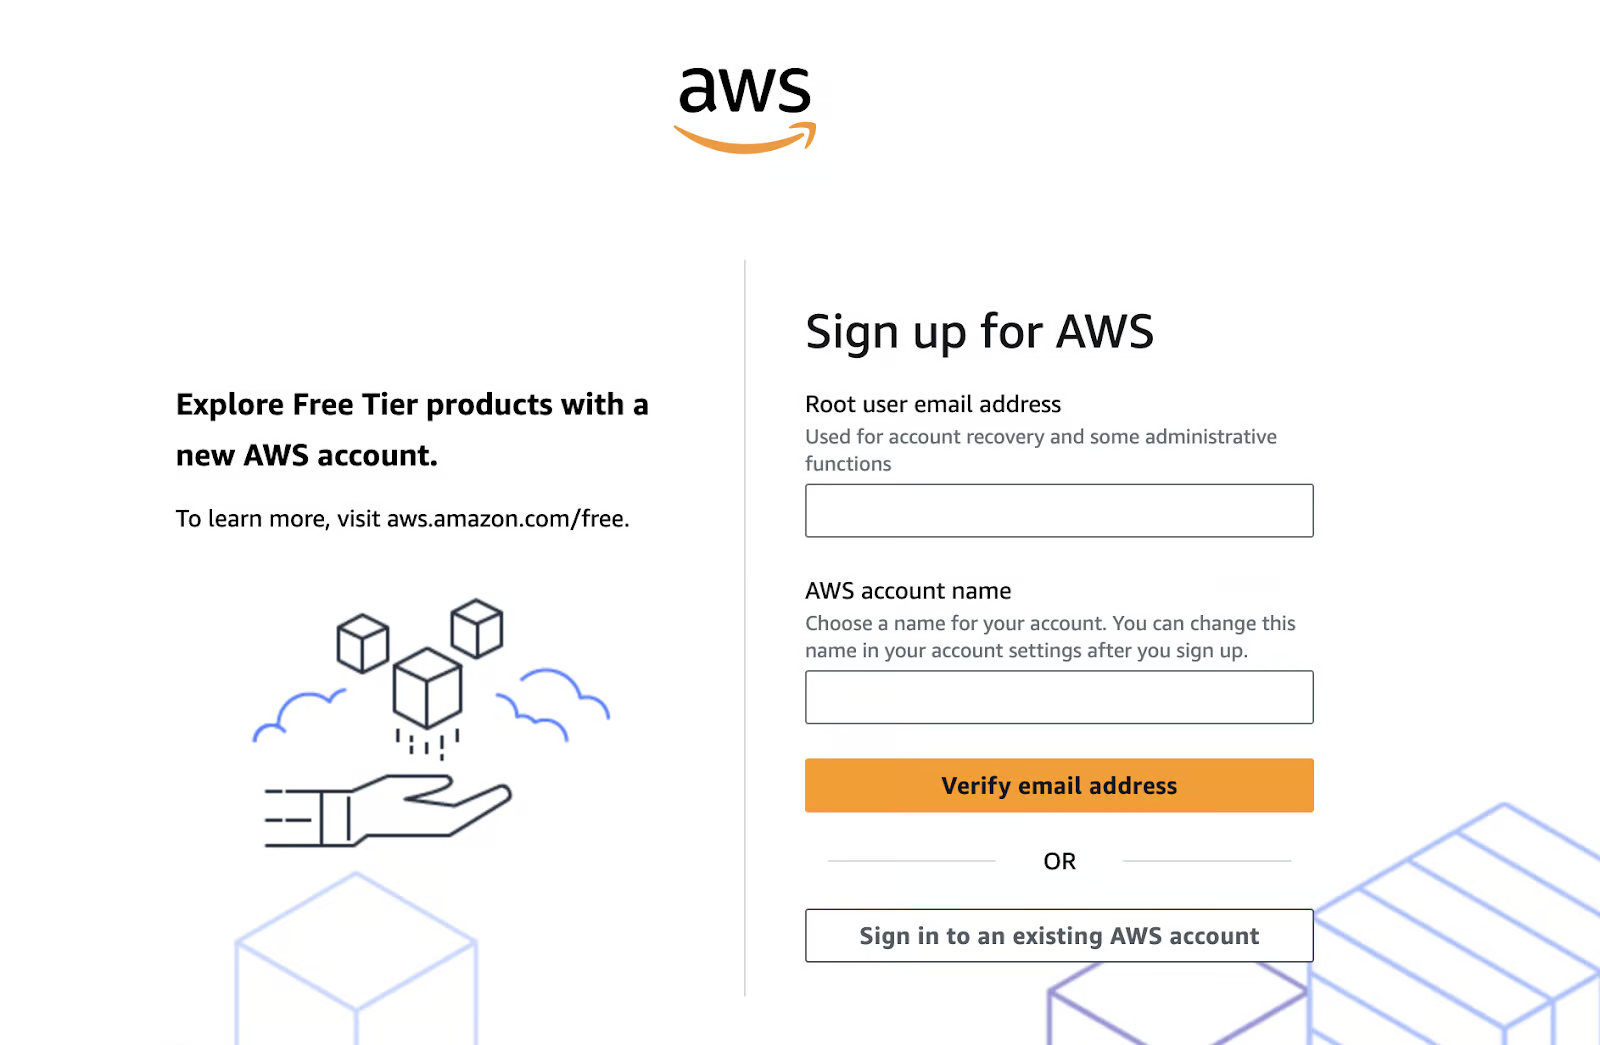 aws
Explore Free Tier products with a
new AWS account.
To learn more, visit aws.amazon.com/free.
Sign up for AWS
Root user email address
Used for account recovery and some administrative
functions
AWS account name
Choose a name for your account. You can change this
name in your account settings after you sign up.
Verify email address
OR
Sign in to an existing AWS account